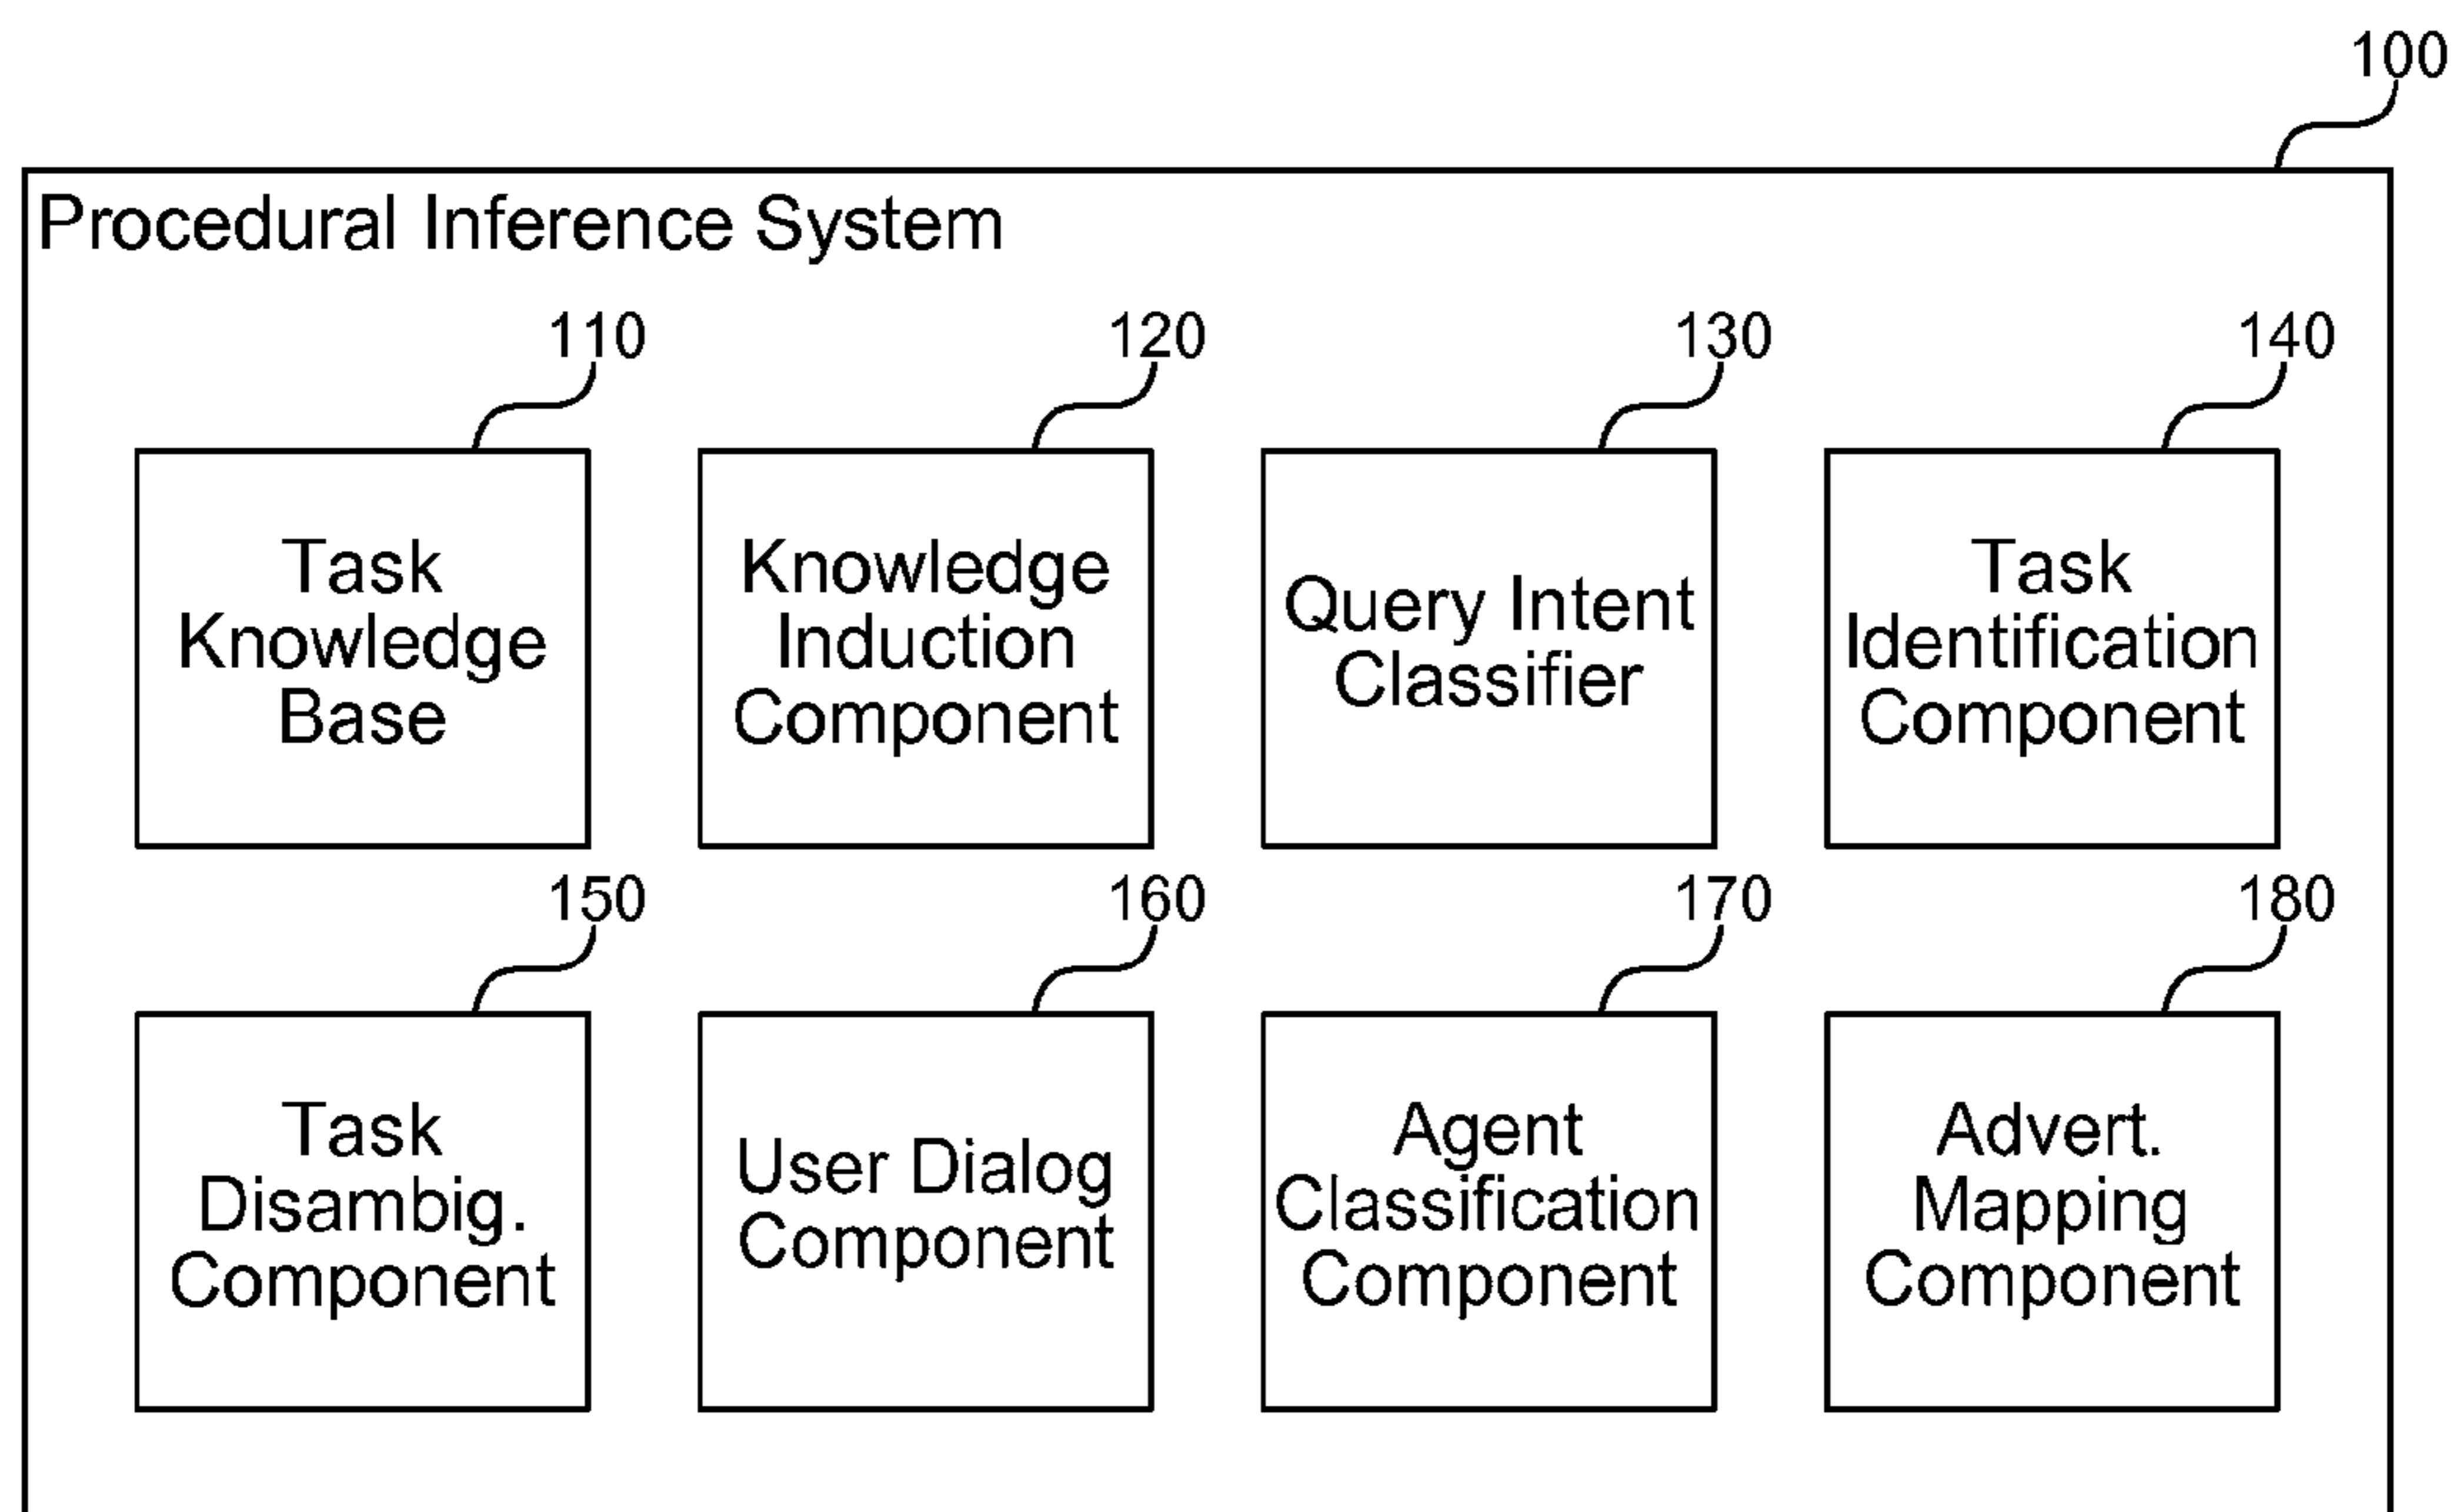 100
Procedural Inference System
110
120
130
140
Task
Knowledge
Base
Knowledge
Induction
Component
Query Intent
Classifier
Task
Identification
Component
150
160
170
180
Task
Disambig.
Component
User Dialog
Component
Agent
Classification
Component
Advert.
Mapping
Component